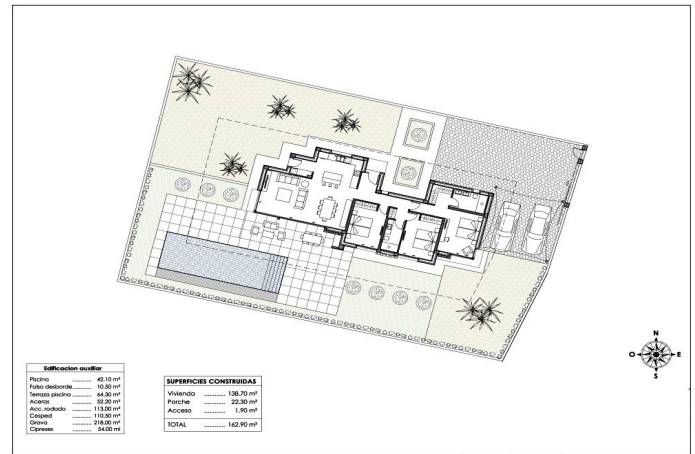 N
O
E
S
Edificacion auxiliar
Piscina ............ 42.10 m²
Falso desborde............ 10.50 m²
Terraza piscina ............ 64.30 m²
Aceras ............ 52.20 m²
Acc. rodado ............ 113.00 m²
Cesped ............ 110.50 m²
Grava ............ 218.00 m²
Cipreses ............ 54.00 ml
SUPERFICIES CONSTRUIDAS
Vivienda ............ 138.70 m²
Porche ............ 22.30 m²
Acceso ............ 1.90 m²
TOTAL ............ 162.90 m²